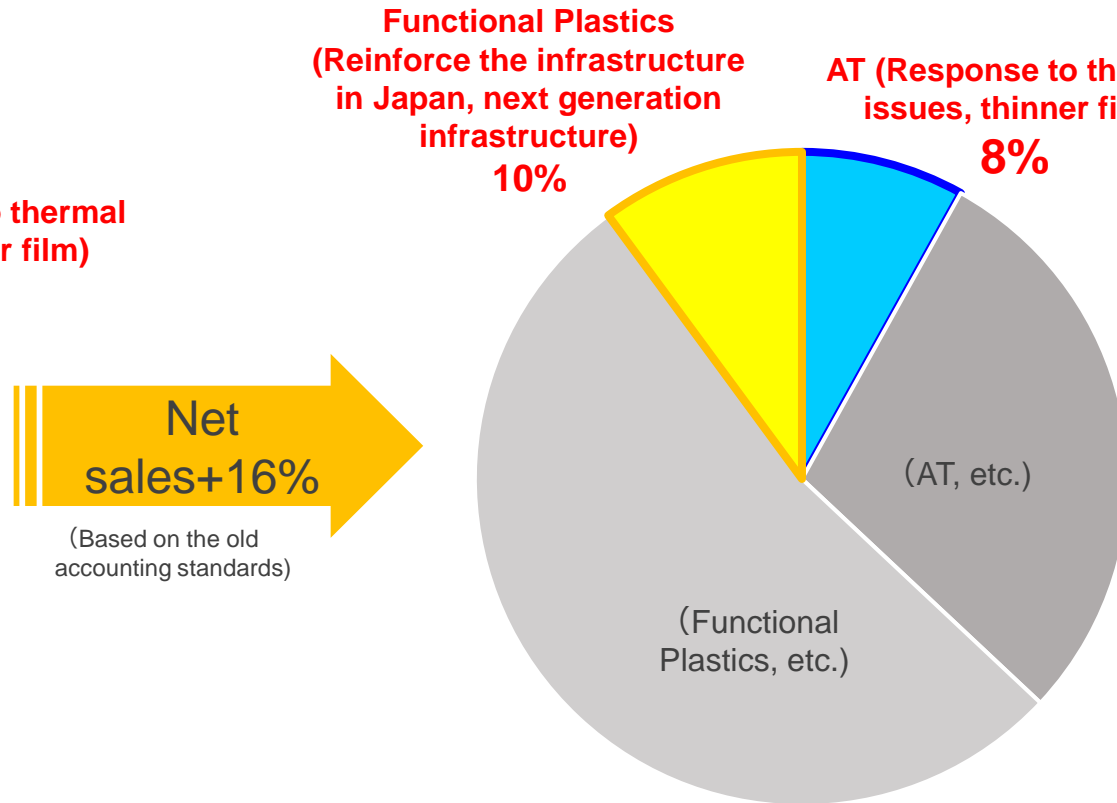 Functional Plastics
(Reinforce the infrastructure
in Japan, next generation
infrastructure)
10%
AT (Response to th
issues, thinner fi
8%
thermal
r film)
Net
sales+16%
（Based on the old
accounting standards)
（AT, etc.）
（Functional
Plastics, etc.）